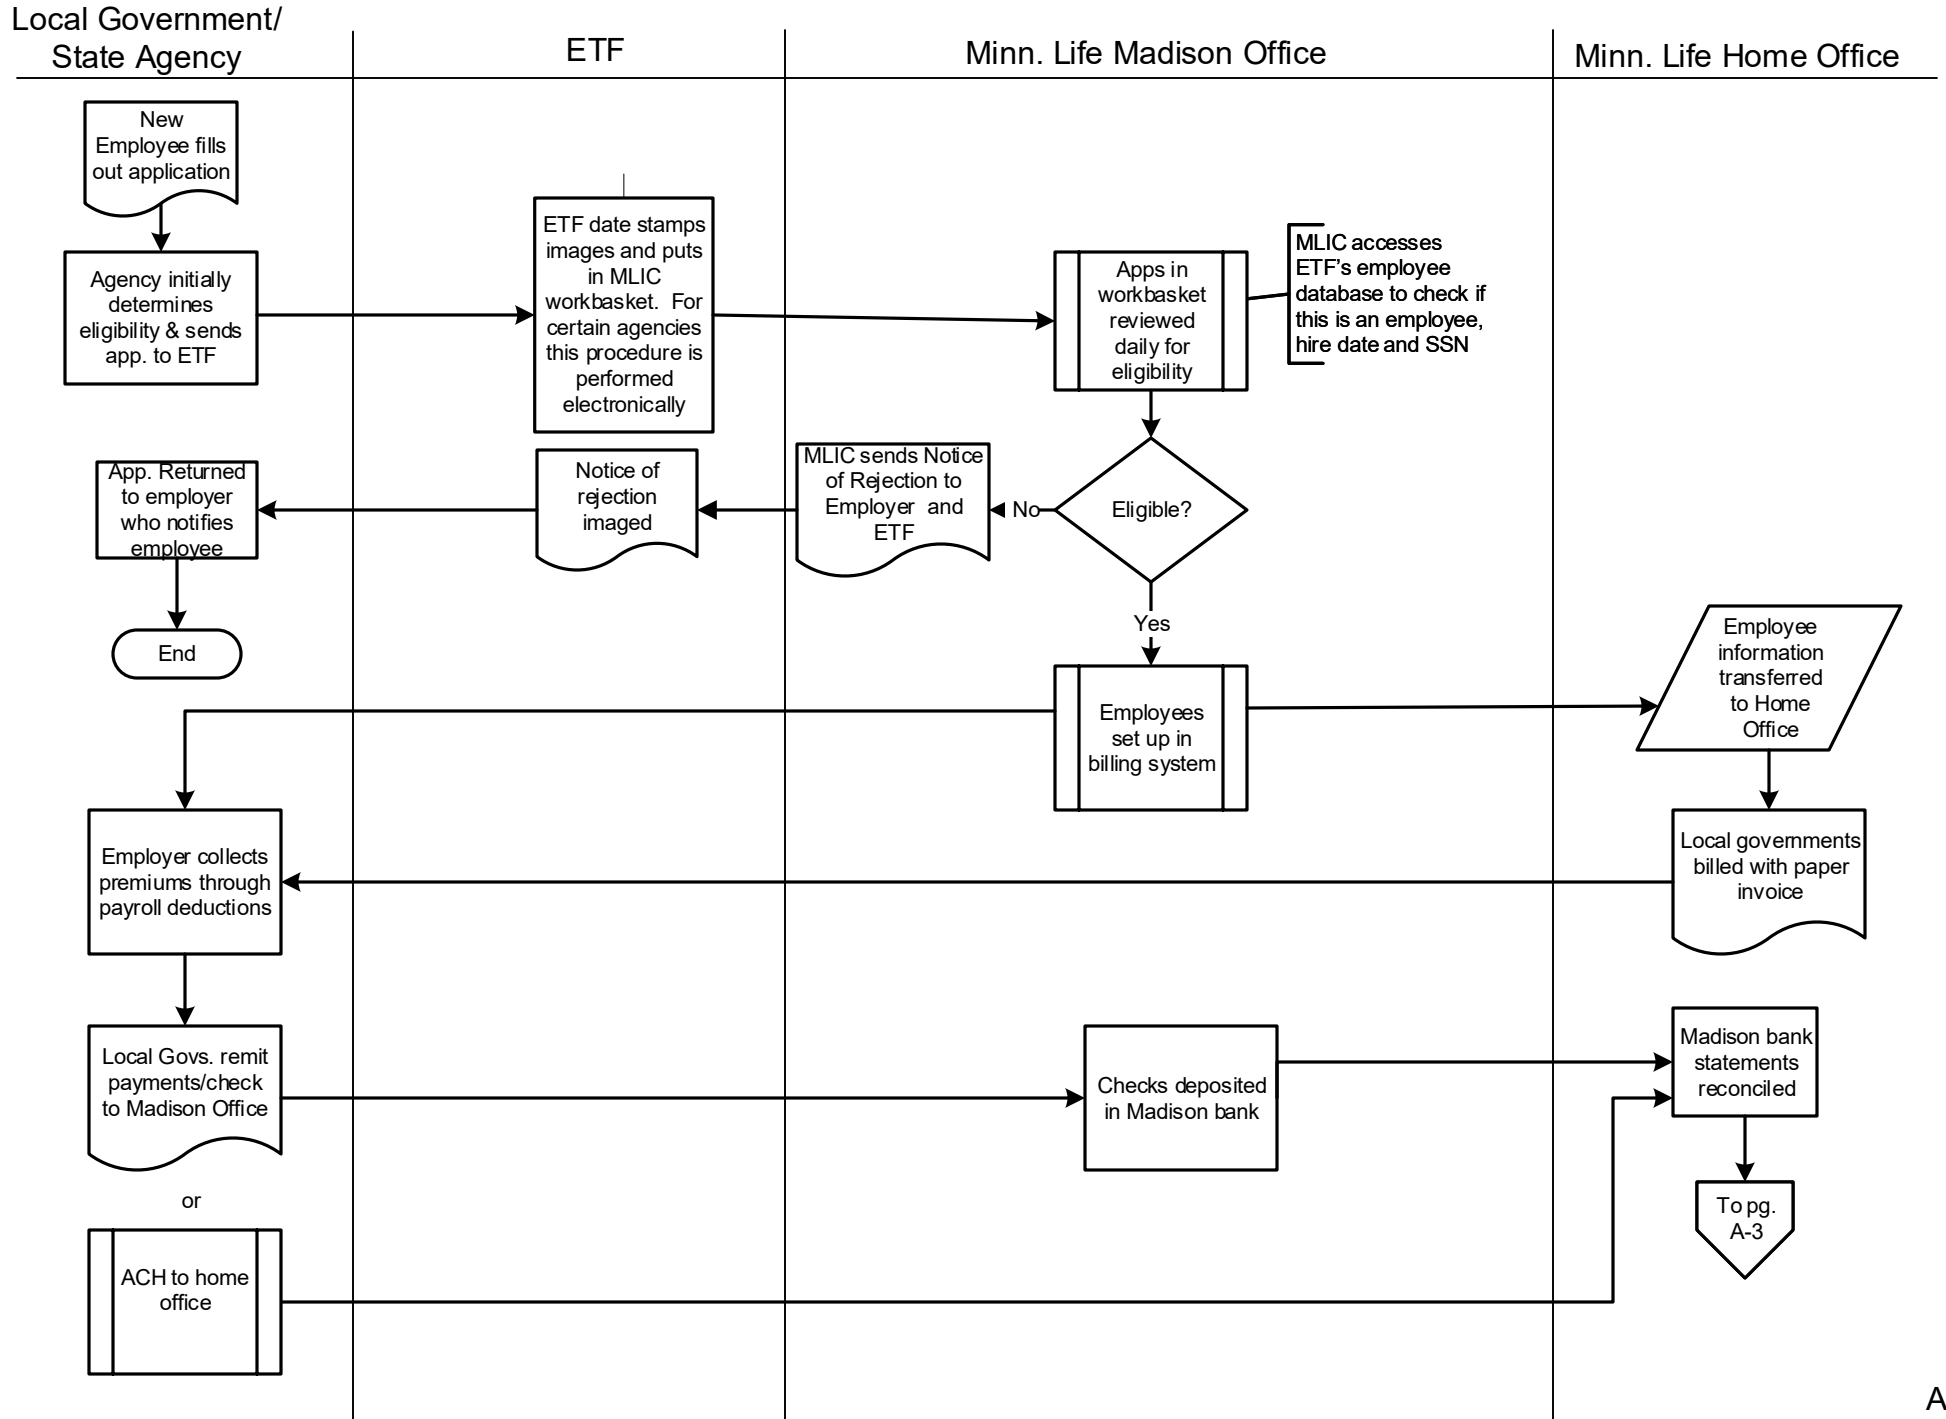 Local Government/
State Agency
ETF
Minn. Life Madison Office
Minn. Life Home Office
New
Employee fills
out application
Agency initially
determines
eligibility & sends
app. to ETF
ETF date stamps
images and puts
in MLIC
workbasket.  For
certain agencies
this procedure is
performed
electronically
Apps in
workbasket
reviewed
daily for
eligibility
MLIC accesses
ETF’s employee
database to check if
this is an employee,
hire date and SSN
App. Returned
to employer
who notifies
employee
Notice of
rejection
imaged
MLIC sends Notice
of Rejection to
Employer  and
ETF
No
Eligible?
Yes
End
Employees
set up in
billing system
Employee
information
transferred
to Home
Office
Employer collects
premiums through
payroll deductions
Local governments
billed with paper
invoice
Local Govs. remit
payments/check
to Madison Office
Checks deposited
in Madison bank
Madison bank
statements
reconciled
or
To pg.
A-3
ACH to home
office
A